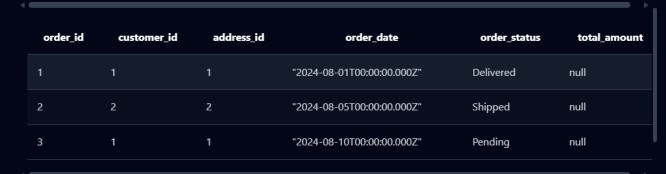 order_id customer_id address_id order_date order_status total_amount
1 1 1 "2024-08-01T00:00:00.000Z" Delivered null
2 2 2 "2024-08-05T00:00:00.000Z" Shipped null
3 1 1 "2024-08-10T00:00:00.000Z" Pending null